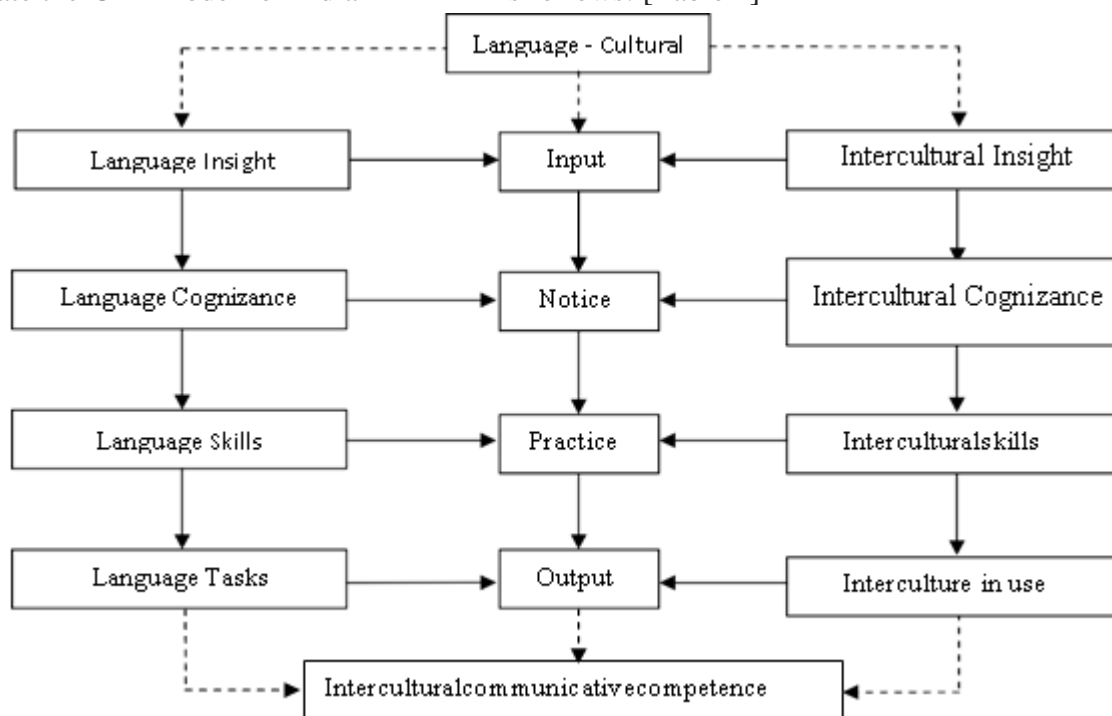 Language - Cultural
Language Insight
Input
Intercultural Insight
Language Cognizance
Notice
Intercultural Cognizance
Language Skills
Practice
Interculturalskills
Language Tasks
Output
Interculture in use
Interculturalcommunicativecompetence